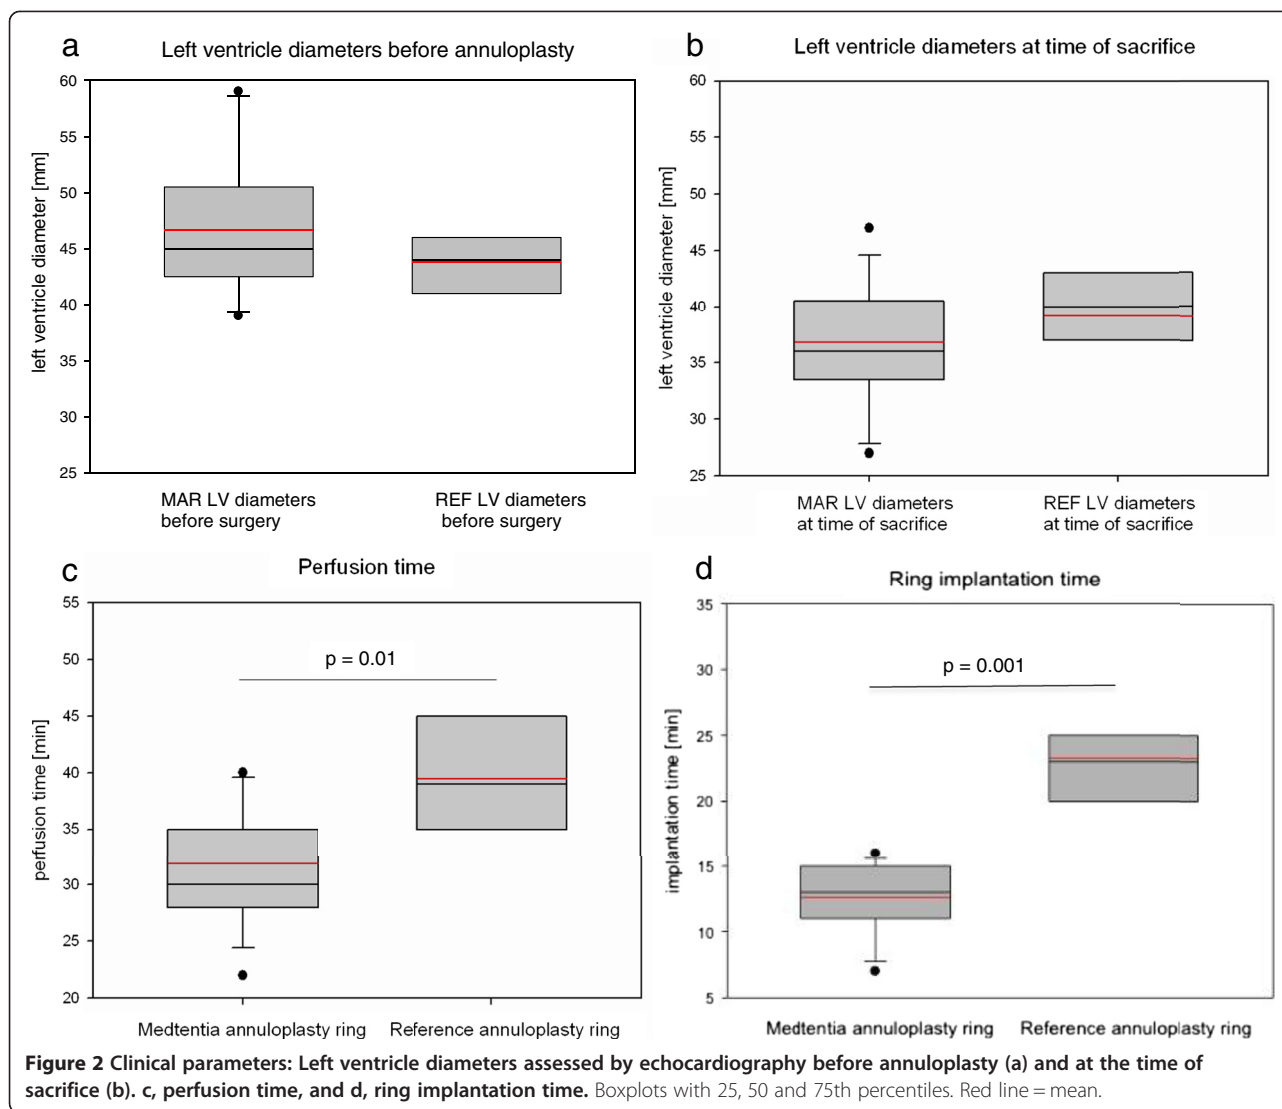 a
Left ventricle diameters before annuloplasty
60
55
50
45
40
35
30
25
left ventricle diameter [mm]
MAR LV diameters
before surgery
REF LV diameters
before surgery
b
Left ventricle diameters at time of sacrifice
60
55
50
45
40
35
30
25
left ventricle diameter [mm]
MAR LV diameters
at time of sacrifice
REF LV diameters
at time of sacrifice
c
Perfusion time
55
50
45
40
35
30
25
20
perfusion time [min]
p = 0.01
Medtentia annuloplasty ring
Reference annuloplasty ring
d
Ring implantation time
35
30
25
20
15
10
5
implantation time [min]
p = 0.001
Medtentia annuloplasty ring
Reference annuloplasty ring
Figure 2 Clinical parameters: Left ventricle diameters assessed by echocardiography before annuloplasty (a) and at the time of
sacrifice (b). c, perfusion time, and d, ring implantation time. Boxplots with 25, 50 and 75th percentiles. Red line = mean.